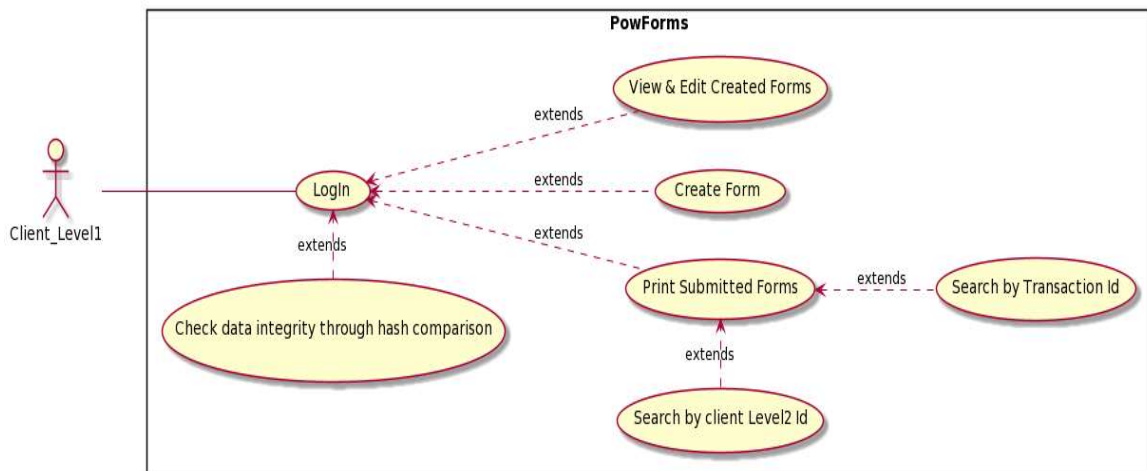 PowForms
View & Edit Created Forms
extends
extends
LogIn
Create Form
Client_Level1
extends
extends
Print Submitted Forms
extends
Search by Transaction Id
Check data integrity through hash comparison
extends
Search by client Level2 Id